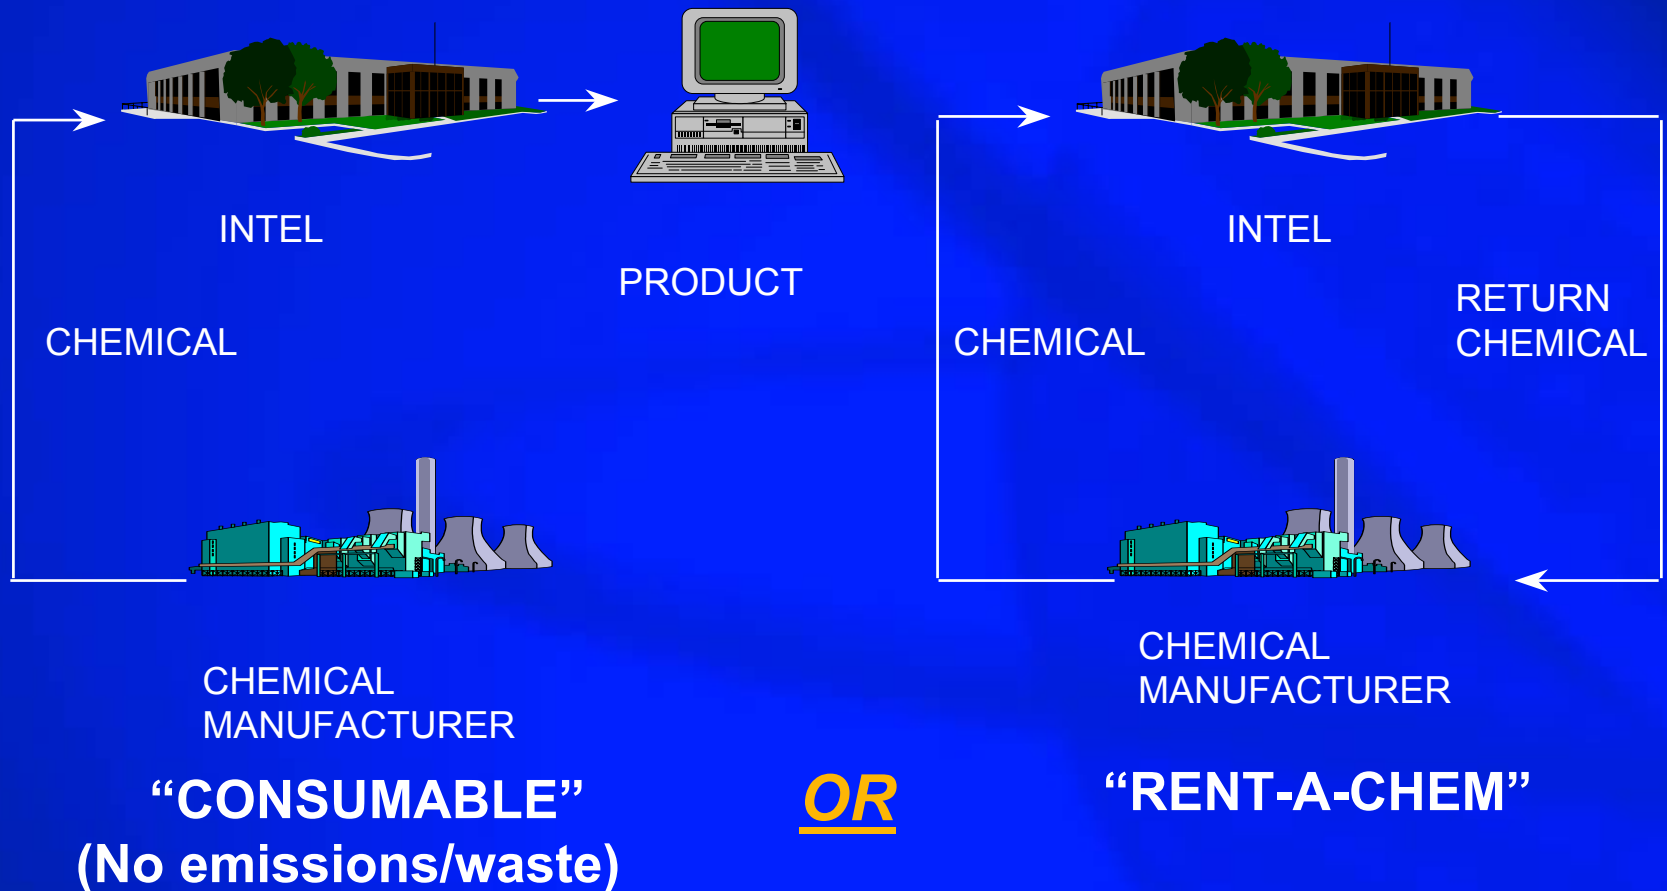 INTEL
PRODUCT
CHEMICAL
CHEMICAL
MANUFACTURER
“CONSUMABLE”
(No emissions/waste)
OR
INTEL
CHEMICAL
RETURN
CHEMICAL
CHEMICAL
MANUFACTURER
“RENT-A-CHEM”